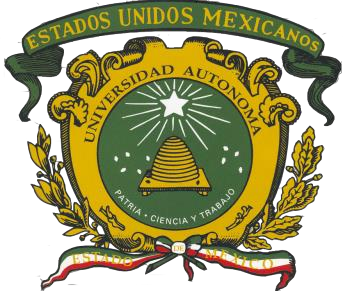 ESTADOS UNIDOS MEXICANOS
UNIVERSIDAD AUTONOMA
PATRIA • CIENCIA Y TRABAJO
ESTADO DE MEXICO